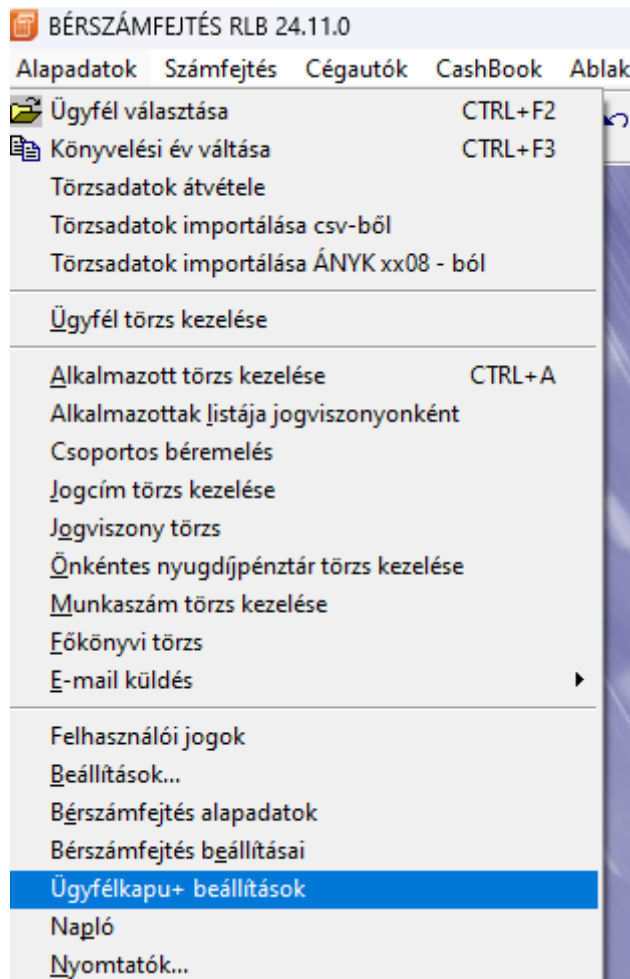 BÉRSZÁMFEJTÉS RLB 24.11.0
Alapadatok Számfejtés Cégautók CashBook Ablak
Ügyfél választása CTRL+F2
Könyvelési év váltása CTRL+F3
Törzsadatok átvétele
Törzsadatok importálása csv-ből
Törzsadatok importálása ÁNYK xx08 - ból
Ügyfél törzs kezelése
Alkalmazott törzs kezelése CTRL+A
Alkalmazottak listája jogviszonyonként
Csoportos béremelés
Jogcím törzs kezelése
Jogviszony törzs
Önkéntes nyugdíjpénztár törzs kezelése
Munkaszám törzs kezelése
Főkönyvi törzs
E-mail küldés
Felhasználói jogok
Beállítások...
Bérszámfejtés alapadatok
Bérszámfejtés beállításai
Ügyfélkapu+ beállítások
Napló
Nyomtatók...